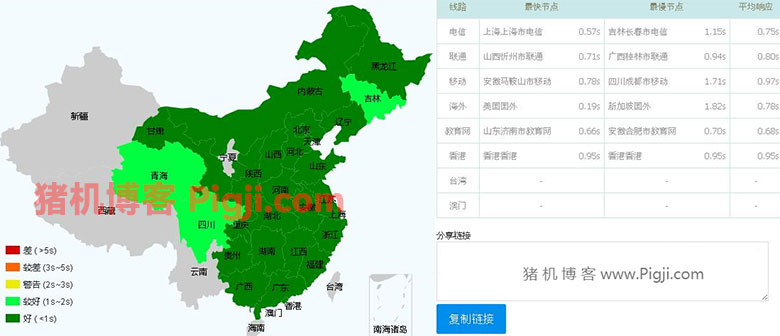 黑龙江
内蒙古
吉林
新疆
辽宁
甘肃
北京
天津
河北
山西
宁夏
山东
青海
陕西
河南
猪机博客 Pigji.com
西藏
四川
重庆
湖北
上海
浙江
贵州
湖南
江西
福建
云南
广西
广东
台湾
香港
澳门
海南
南海诸岛
差 (>5s)
较差 (3s~5s)
警告 (2s~3s)
较好 (1s~2s)
好 (<1s)
线路 最快节点 最慢节点 平均响应
电信 上海上海市电信 0.57s 吉林长春市电信 1.15s 0.75s
联通 山西忻州市联通 0.71s 广西桂林市联通 0.94s 0.80s
移动 安徽马鞍山市移动 0.78s 四川成都市移动 1.71s 0.97s
海外 美国国外 0.19s 新加坡国外 1.82s 0.78s
教育网 山东济南市教育网 0.66s 安徽合肥市教育网 0.70s 0.68s
香港 香港香港 0.95s 香港香港 0.95s 0.95s
台湾 - - -
澳门 - - -
分享链接
猪机博客 www.Pigji.com
复制链接